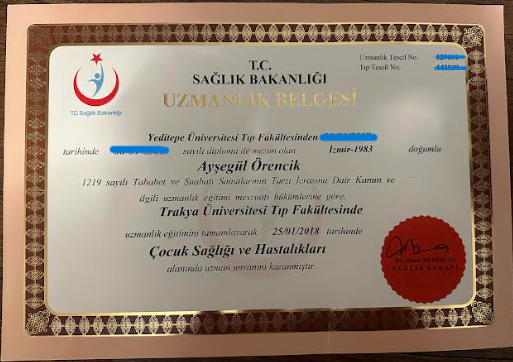 T.C. Sağlık Bakanlığı
T.C.
SAĞLIK BAKANLIĞI
UZMANLIK BELGESİ
Uzmanlık Tescil No.
Tıp Tescil No.
Yeditepe Üniversitesi Tıp Fakültesinden
tarihinde sayılı diploma ile mezun olan İzmir-1983 doğumlu
Ayşegül Örencik
1219 sayılı Tababet ve Şuabatı San'atlarının Tarzı İcrasına Dair Kanun ve
ilgili uzmanlık eğitimi mevzuatı hükümlerine göre,
Trakya Üniversitesi Tıp Fakültesinde
uzmanlık eğitimini tamamlayarak 25/01/2018 tarihinde
Çocuk Sağlığı ve Hastalıkları
alanında uzman unvanını kazanmıştır.
SAĞLIK BAKANI